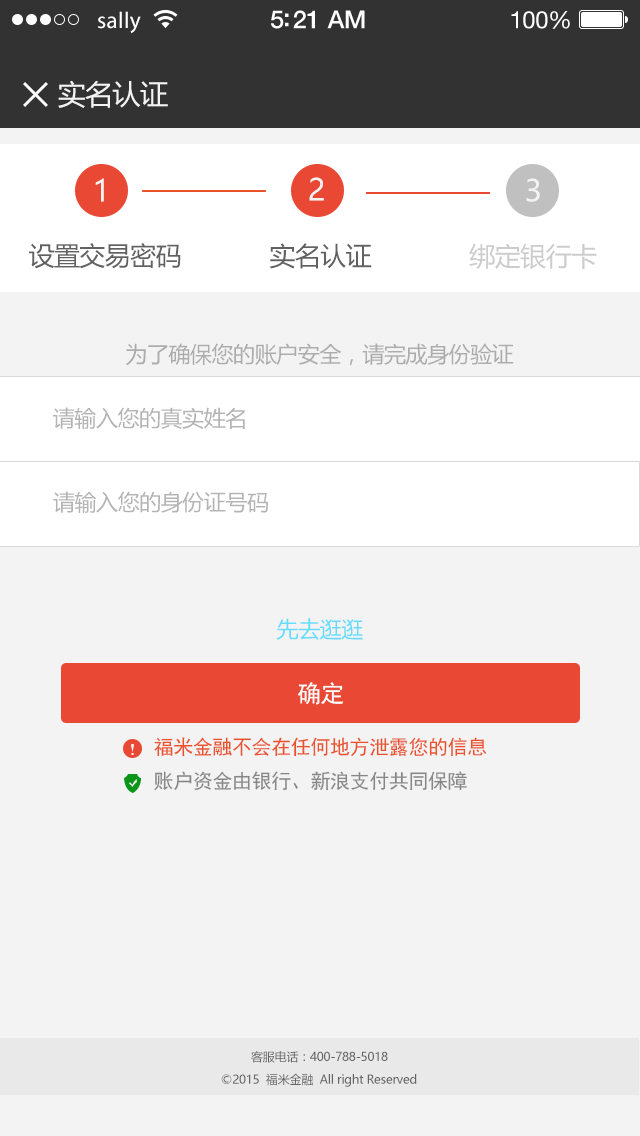 sally 5:21 AM 100%
实名认证
1 2 3
设置交易密码 实名认证 绑定银行卡
为了确保您的账户安全，请完成身份验证
请输入您的真实姓名
请输入您的身份证号码
先去逛逛
确定
福米金融不会在任何地方泄露您的信息
账户资金由银行、新浪支付共同保障
客服电话：400-788-5018
©2015 福米金融 All right Reserved